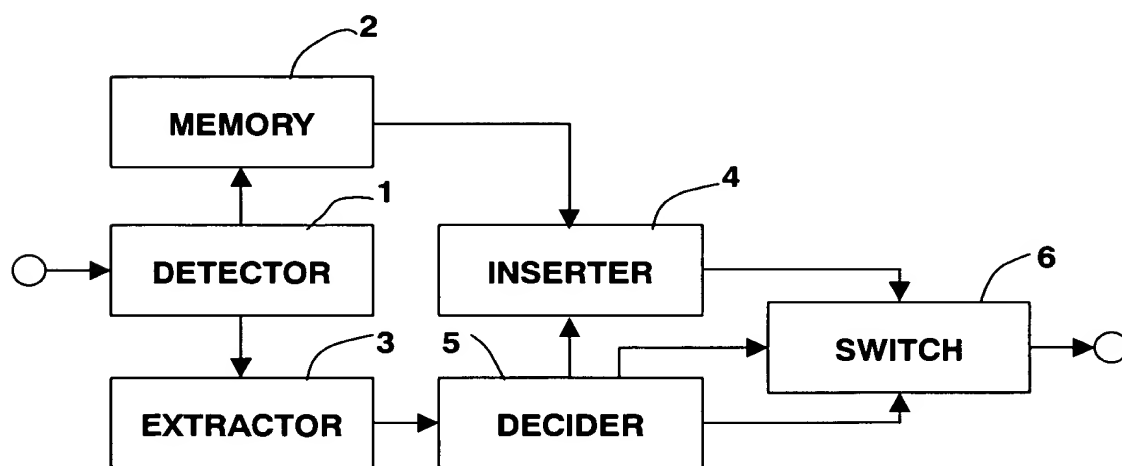 2
MEMORY
1
4
DETECTOR
INSERTER
6
3
5
SWITCH
EXTRACTOR
DECIDER